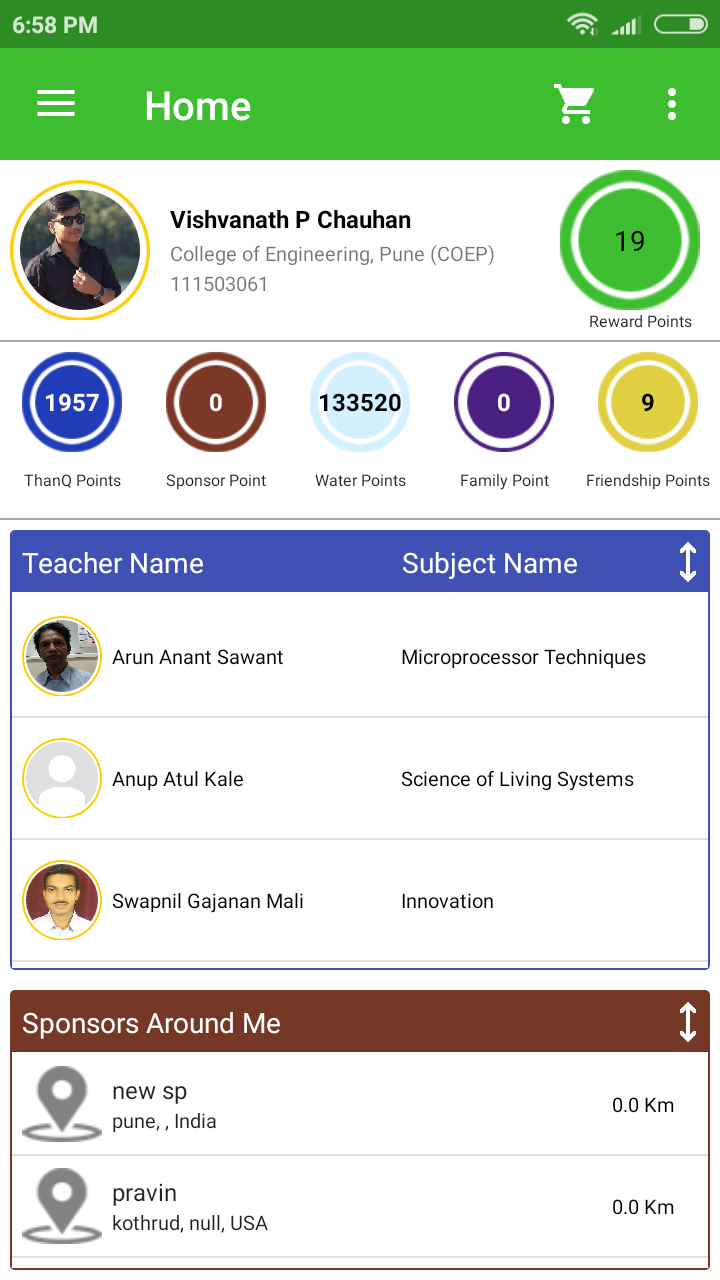 6:58 PM
Home
Vishvanath P Chauhan
College of Engineering, Pune (COEP)
111503061
19
Reward Points
1957
0
133520
0
9
ThanQ Points
Sponsor Point
Water Points
Family Point
Friendship Points
Teacher Name Subject Name
Arun Anant Sawant Microprocessor Techniques
Anup Atul Kale Science of Living Systems
Swapnil Gajanan Mali Innovation
Sponsors Around Me
new sp
pune, , India
0.0 Km
pravin
kothrud, null, USA
0.0 Km